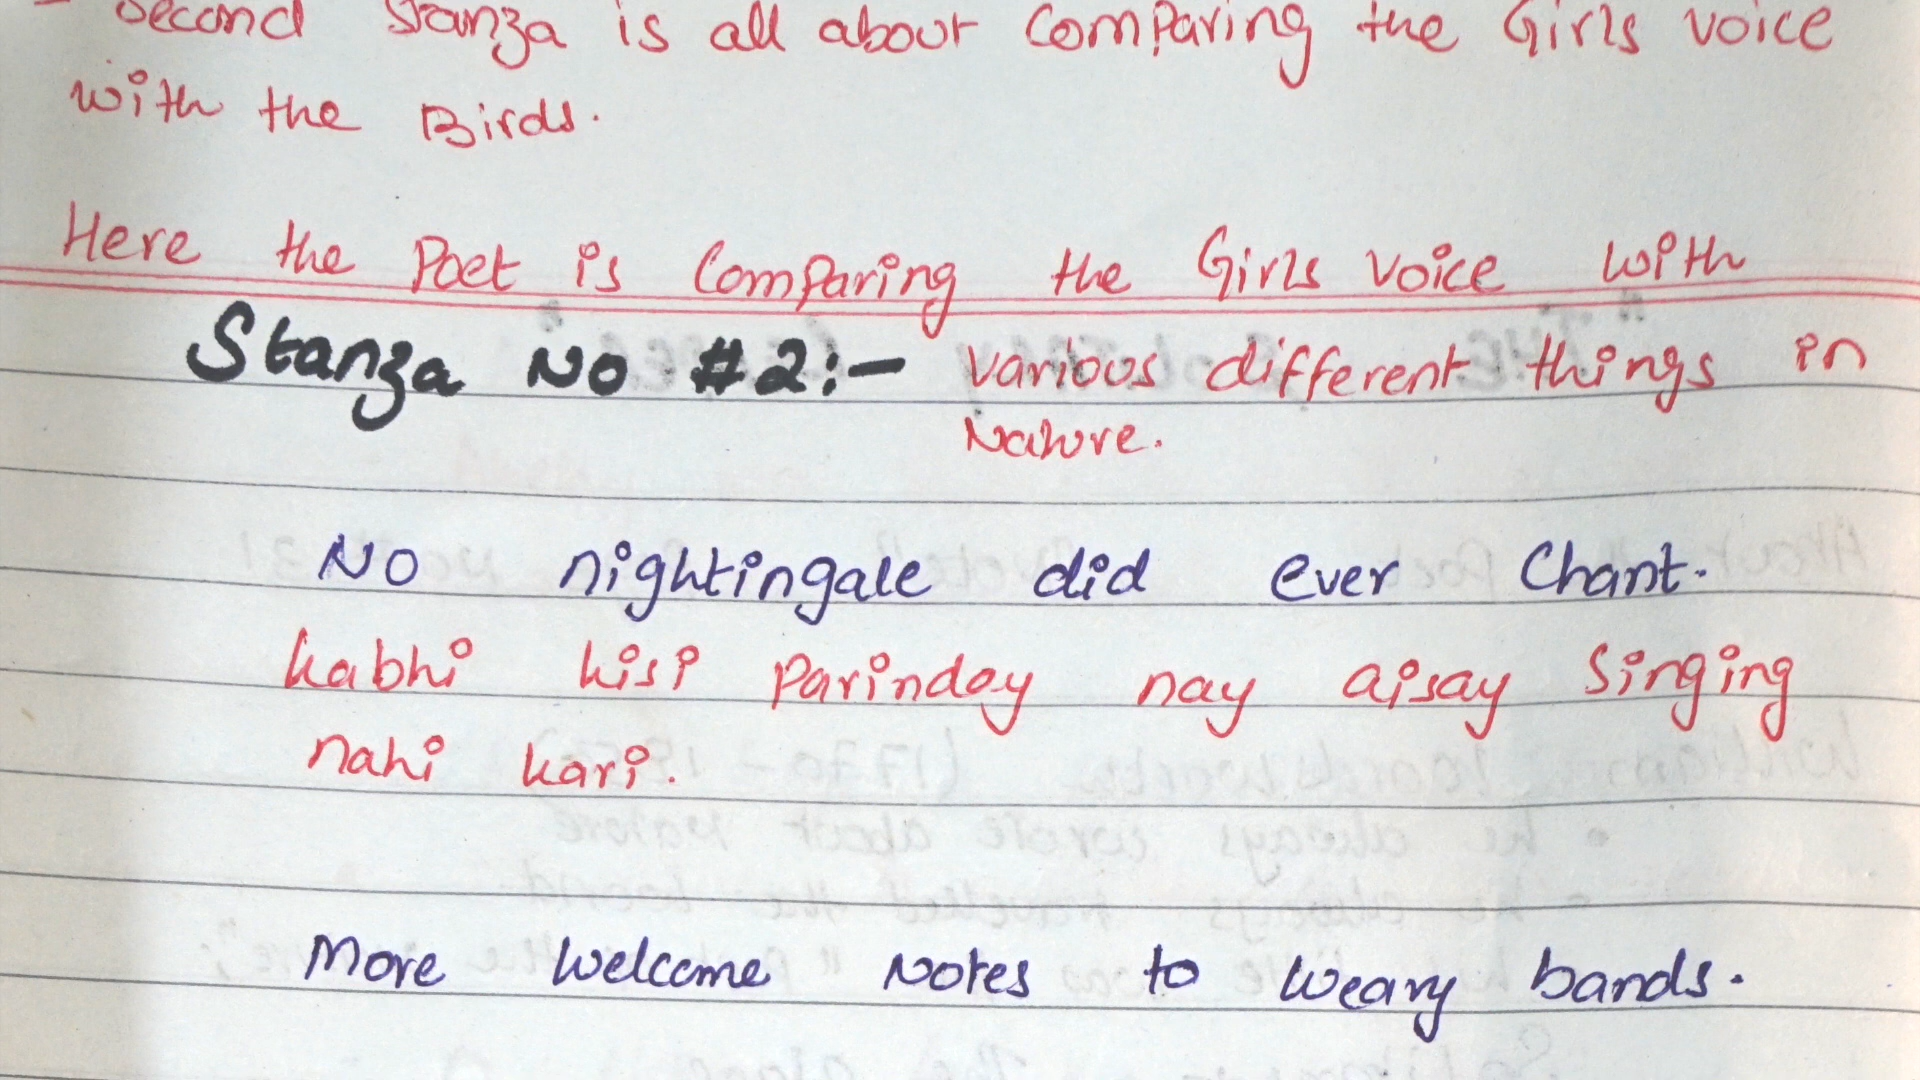 - Second Stanza is all about Comparing the Girls voice
with the Birds.
Here the Poet is Comparing the Girls voice with
Stanza No #2:- various different things in
Nature.
No nightingale did ever Chant.
kabhi kisi Parinday nay aisay Singing
nahi kari.
More welcome Notes to weary bands.